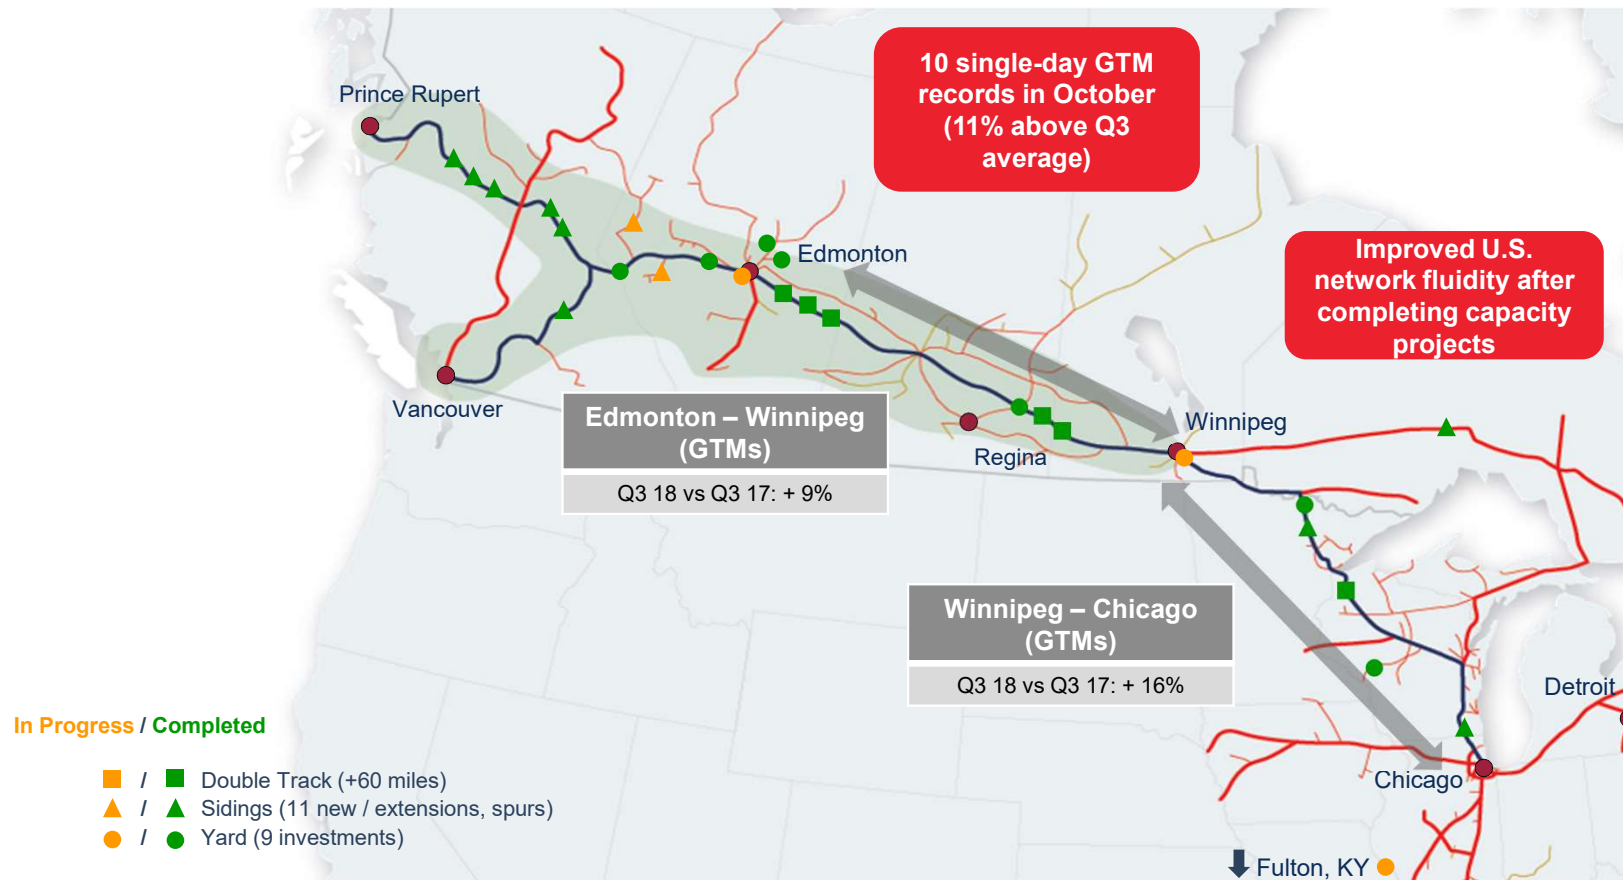 10 single-day GTM
records in October
(11% above Q3
average)
Prince Rupert
Edmonton
Improved U.S.
network fluidity after
completing capacity
projects
Vancouver
Edmonton – Winnipeg
(GTMs)
Q3 18 vs Q3 17: + 9%
Regina
Winnipeg
Winnipeg – Chicago
(GTMs)
Q3 18 vs Q3 17: + 16%
Detroit
Chicago
In Progress / Completed
/ Double Track (+60 miles)
/ Sidings (11 new / extensions, spurs)
/ Yard (9 investments)
Fulton, KY